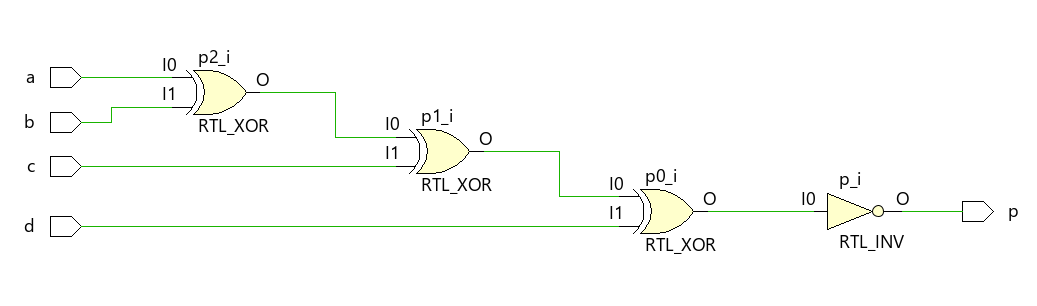 p2_i
a
I0
O
I1
b
RTL_XOR
p1_i
I0
O
I1
c
RTL_XOR
p0_i
I0
O
I1
d
RTL_XOR
p_i
I0
O
p
RTL_INV